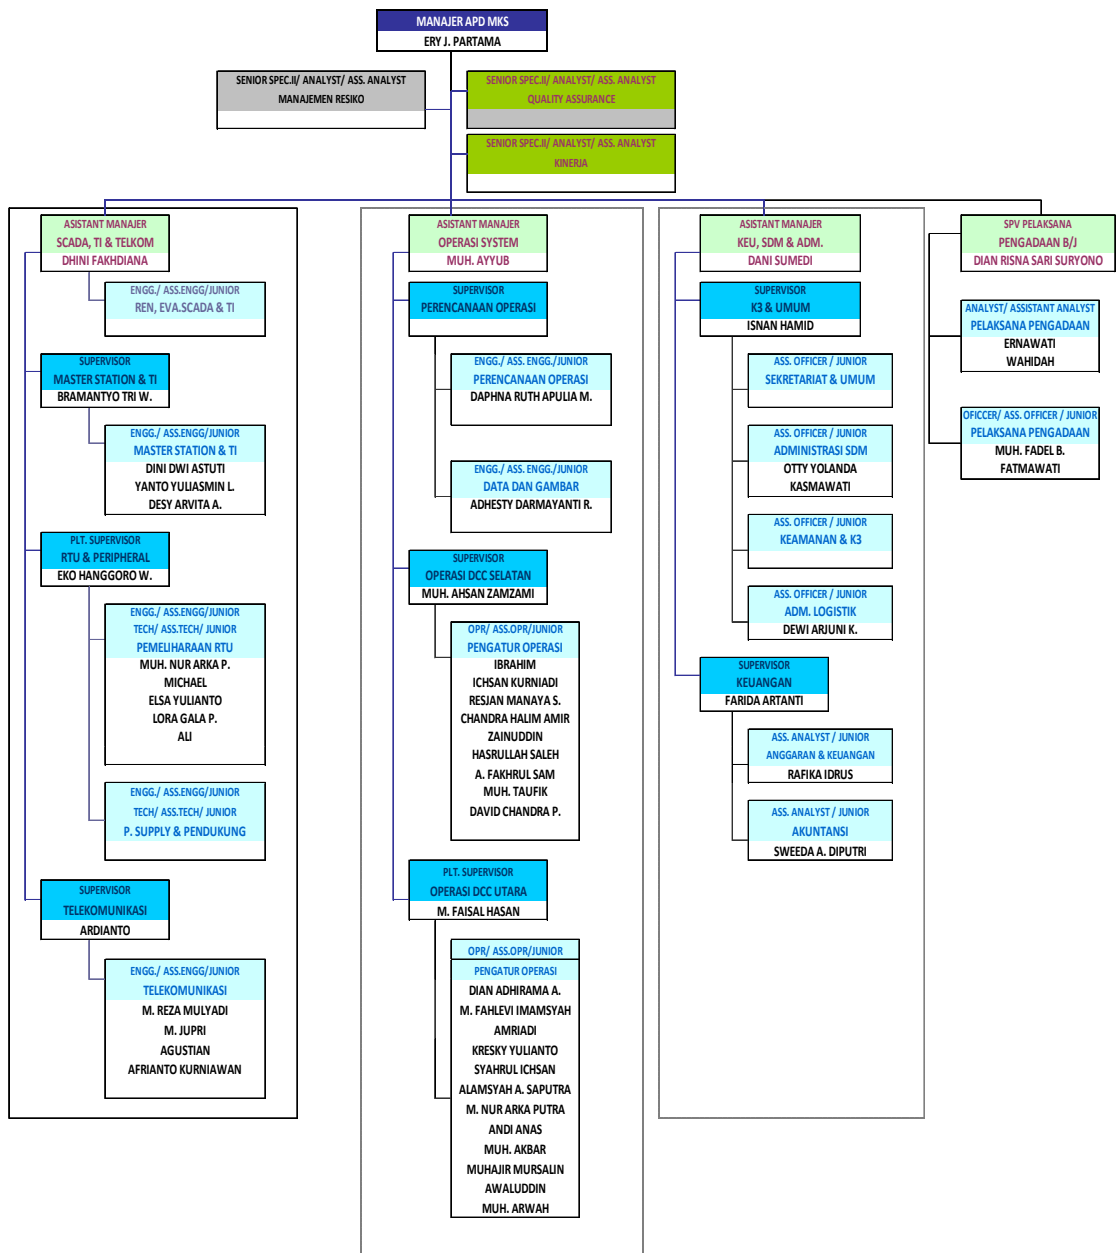 MANAJER APD MKS
ERY J. PARTAMA
SENIOR SPEC.II/ ANALYST/ ASS. ANALYST
MANAJEMEN RESIKO
SENIOR SPEC.II/ ANALYST/ ASS. ANALYST
QUALITY ASSURANCE
SENIOR SPEC.II/ ANALYST/ ASS. ANALYST
KINERJA
ASISTANT MANAJER
SCADA, TI & TELKOM
DHINI FAKHDIANA
ENGG./ ASS.ENGG/JUNIOR
REN, EVA.SCADA & TI
SUPERVISOR
MASTER STATION & TI
BRAMANTYO TRI W.
ENGG./ ASS.ENGG/JUNIOR
MASTER STATION & TI
DINI DWI ASTUTI
YANTO YULIASMIN L.
DESY ARVITA A.
PLT. SUPERVISOR
RTU & PERIPHERAL
EKO HANGGORO W.
ENGG./ ASS.ENGG/JUNIOR
TECH/ ASS.TECH/ JUNIOR
PEMELIHARAAN RTU
MUH. NUR ARKA P.
MICHAEL
ELSA YULIANTO
LORA GALA P.
ALI
ENGG./ ASS.ENGG/JUNIOR
TECH/ ASS.TECH/ JUNIOR
P. SUPPLY & PENDUKUNG
SUPERVISOR
TELEKOMUNIKASI
ARDIANTO
ENGG./ ASS.ENGG/JUNIOR
TELEKOMUNIKASI
M. REZA MULYADI
M. JUPRI
AGUSTIAN
AFRIANTO KURNIAWAN
ASISTANT MANAJER
OPERASI SYSTEM
MUH. AYYUB
SUPERVISOR
PERENCANAAN OPERASI
ENGG./ ASS. ENGG./JUNIOR
PERENCANAAN OPERASI
DAPHNA RUTH APULIA M.
ENGG./ ASS. ENGG./JUNIOR
DATA DAN GAMBAR
ADHESTY DARMAYANTI R.
SUPERVISOR
OPERASI DCC SELATAN
MUH. AHSAN ZAMZAMI
OPR/ ASS.OPR/JUNIOR
PENGATUR OPERASI
IBRAHIM
ICHSAN KURNIADI
RESJAN MANAYA S.
CHANDRA HALIM AMIR
ZAINUDDIN
HASRULLAH SALEH
A. FAKHRUL SAM
MUH. TAUFIK
DAVID CHANDRA P.
PLT. SUPERVISOR
OPERASI DCC UTARA
M. FAISAL HASAN
OPR/ ASS.OPR/JUNIOR
PENGATUR OPERASI
DIAN ADHIRAMA A.
M. FAHLEVI IMAMSYAH
AMRIADI
KRESKY YULIANTO
SYAHRUL ICHSAN
ALAMSYAH A. SAPUTRA
M. NUR ARKA PUTRA
ANDI ANAS
MUH. AKBAR
MUHAJIR MURSALIN
AWALUDDIN
MUH. ARWAH
ASISTANT MANAJER
KEU, SDM & ADM.
DANI SUMEDI
SUPERVISOR
K3 & UMUM
ISNAN HAMID
ASS. OFFICER / JUNIOR
SEKRETARIAT & UMUM
ASS. OFFICER / JUNIOR
ADMINISTRASI SDM
OTTY YOLANDA
KASMAWATI
ASS. OFFICER / JUNIOR
KEAMANAN & K3
ASS. OFFICER / JUNIOR
ADM. LOGISTIK
DEWI ARJUNI K.
SUPERVISOR
KEUANGAN
FARIDA ARTANTI
ASS. ANALYST / JUNIOR
ANGGARAN & KEUANGAN
RAFIKA IDRUS
ASS. ANALYST / JUNIOR
AKUNTANSI
SWEEDA A. DIPUTRI
SPV PELAKSANA
PENGADAAN B/J
DIAN RISNA SARI SURYONO
ANALYST/ ASSISTANT ANALYST
PELAKSANA PENGADAAN
ERNAWATI
WAHIDAH
OFICCER/ ASS. OFFICER / JUNIOR
PELAKSANA PENGADAAN
MUH. FADEL B.
FATMAWATI